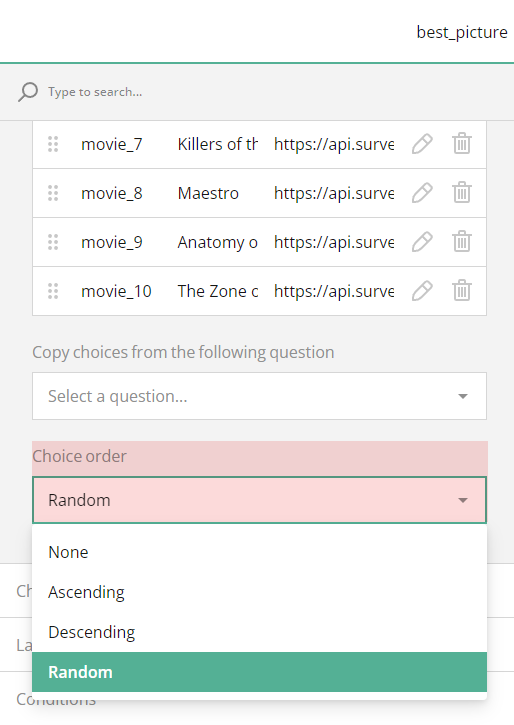 best_picture
Type to search...
movie_7 Killers of th https://api.surve
movie_8 Maestro https://api.surve
movie_9 Anatomy o https://api.surve
movie_10 The Zone c https://api.surve
Copy choices from the following question
Select a question...
Choice order
Random
None
Ascending
Descending
Random
Conditions